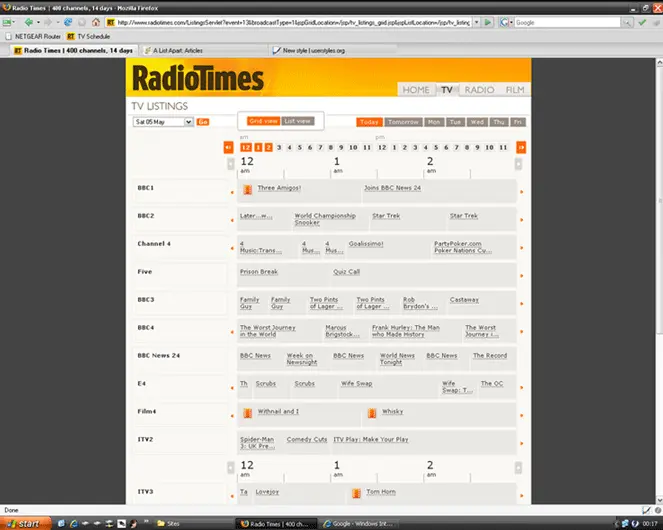 Radio Times | 400 channels, 14 days - Mozilla Firefox
http://www.radiotimes.com/ListingsServlet?event=13&broadcastType=1&jspGridLocation=/jsp/tv_listings_grid.jsp&jspListLocation=/jsp/tv_listing
Google
NETGEAR Router TV Schedule
Radio Times | 400 channels, 14 days A List Apart: Articles New style | userstyles.org
RadioTimes
HOME TV RADIO FILM
TV LISTINGS
Sat 05 May Go Grid view List view Today Tomorrow Mon Tue Wed Thu Fri
am pm
12 1 2 3 4 5 6 7 8 9 10 11 12 1 2 3 4 5 6 7 8 9 10 11
12 1 2
am am am
BBC1 Three Amigos! Joins BBC News 24
BBC2 Later...w... World Championship Snooker Star Trek Star Trek
Channel 4 4 Music:Trans... 4 Mus... 4 Mus... Goalissimo! PartyPoker.com Poker Nations Cu...
Five Prison Break Quiz Call
BBC3 Family Guy Family Guy Two Pints of Lager ... Two Pints of Lager ... Rob Brydon's ... Castaway
BBC4 The Worst Journey in the World Marcus Brigstock... Frank Hurley: The Man who Made History The Worst Journey i...
BBC News 24 BBC News Week on Newsnight BBC News World News Tonight BBC News The Record
E4 Th Scrubs Scrubs Wife Swap Wife Swap: T... The OC
Film4 Withnail and I Whisky
ITV2 Spider-Man 3: UK Pre... Comedy Cuts ITV Play: Make Your Play
12 1 2
am am am
ITV3 Ta Lovejoy Tom Horn
Done
start Sites Radio Times | 400 ch... Google - Windows Int... 00:17